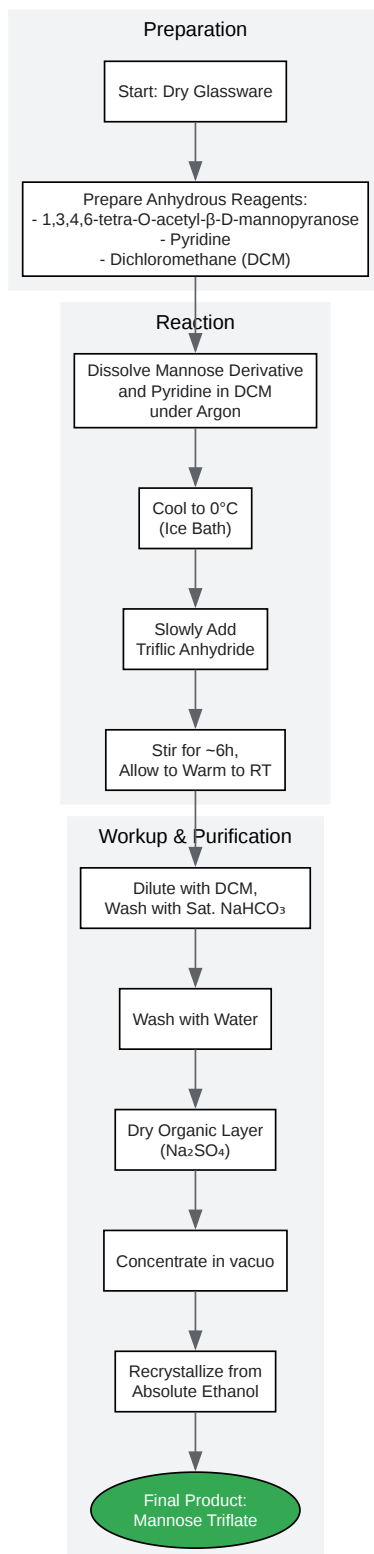 Preparation
Start: Dry Glassware
Prepare Anhydrous Reagents:
- 1,3,4,6-tetra-O-acetyl-β-D-mannopyranose
- Pyridine
- Dichloromethane (DCM)
Reaction
Dissolve Mannose Derivative
and Pyridine in DCM
under Argon
Cool to 0°C
(Ice Bath)
Slowly Add
Triflic Anhydride
Stir for ~6h,
Allow to Warm to RT
Workup & Purification
Dilute with DCM,
Wash with Sat. NaHCO₃
Wash with Water
Dry Organic Layer
(Na₂SO₄)
Concentrate in vacuo
Recrystallize from
Absolute Ethanol
Final Product:
Mannose Triflate